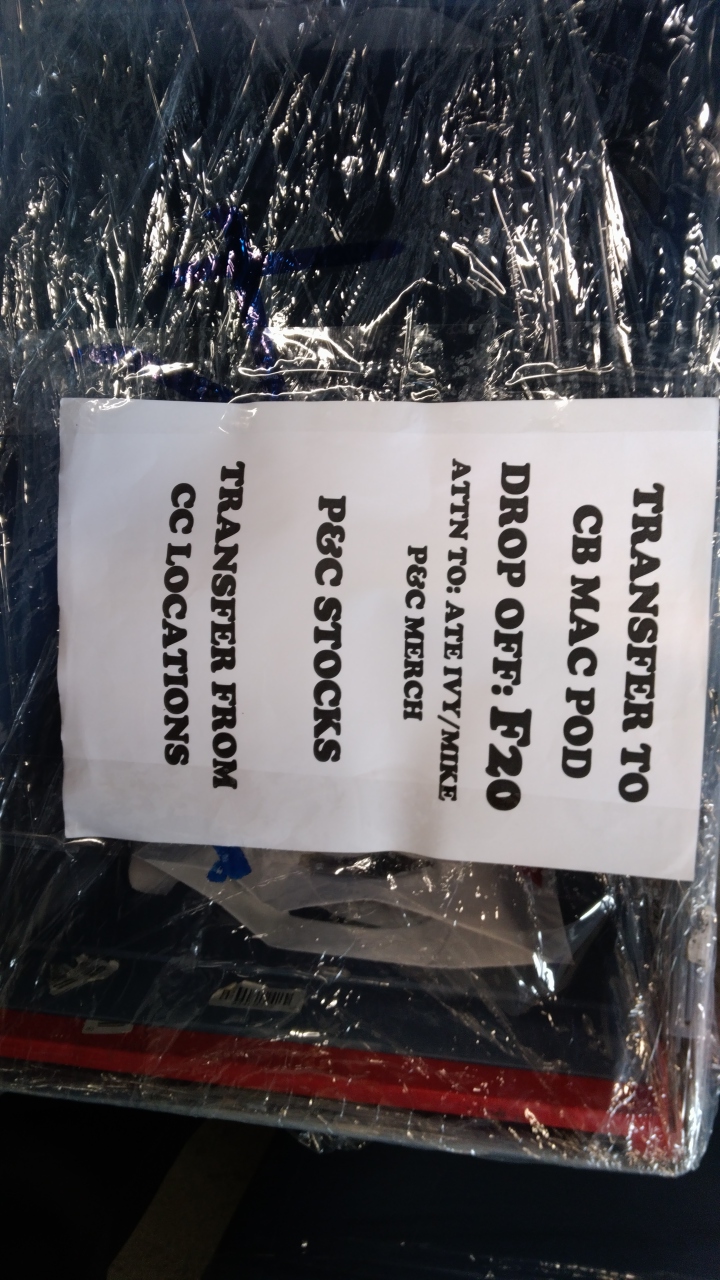 TRANSFER TO
CB MAC POD
DROP OFF: F20
ATTN TO: ATE IVY/MIKE
P&C MERCH
P&C STOCKS
TRANSFER FROM
CC LOCATIONS